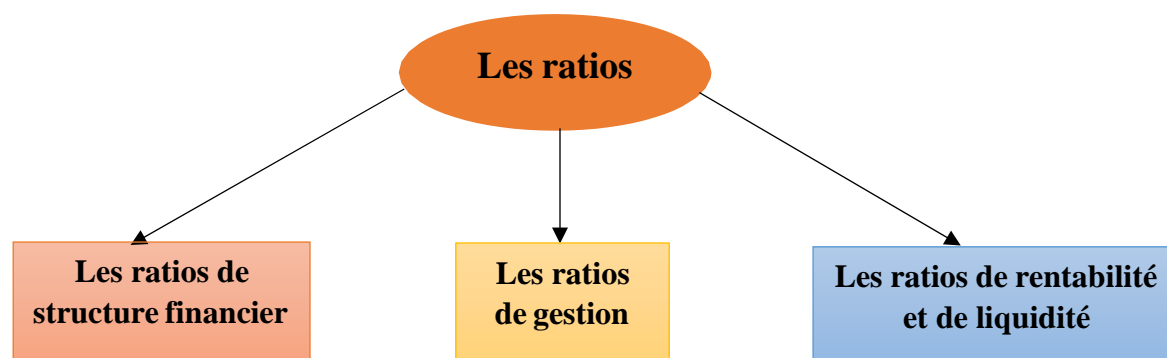 Les ratios
Les ratios de
structure financier
Les ratios
de gestion
Les ratios de rentabilité
et de liquidité